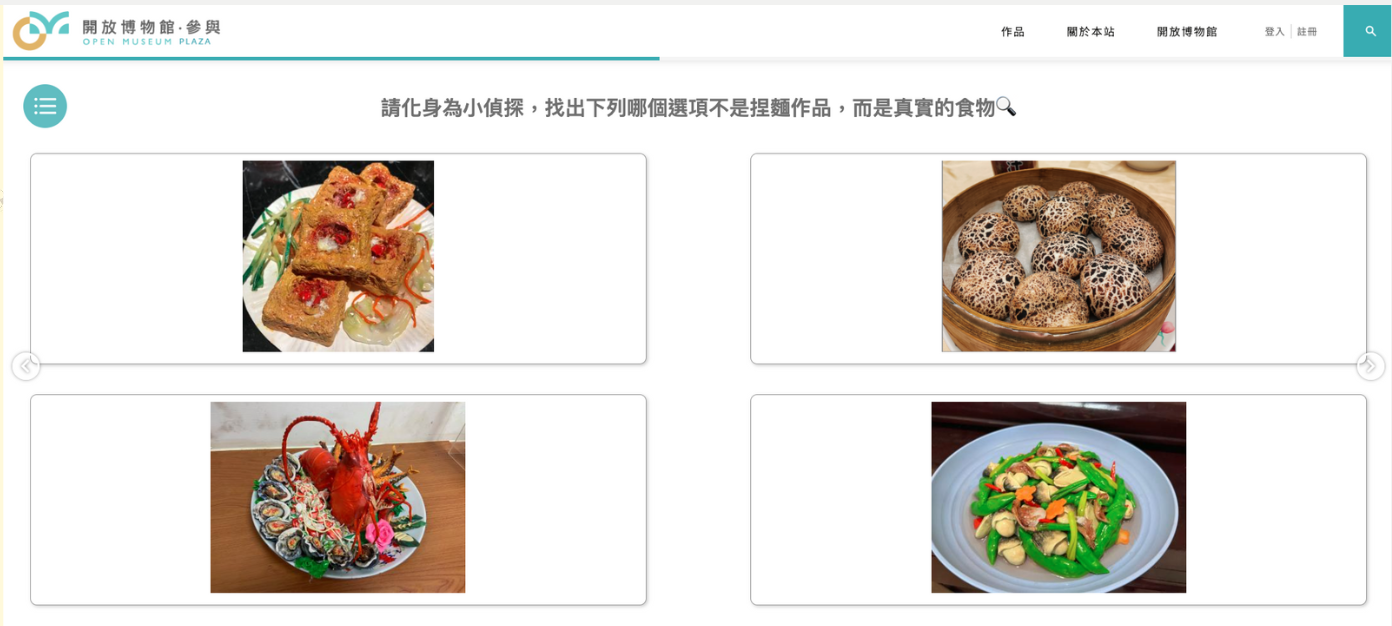 開放博物館·參與
OPEN MUSEUM PLAZA
作品
關於本站
開放博物館
登入
註冊
請化身為小偵探，找出下列哪個選項不是捏麵作品，而是真實的食物🔍